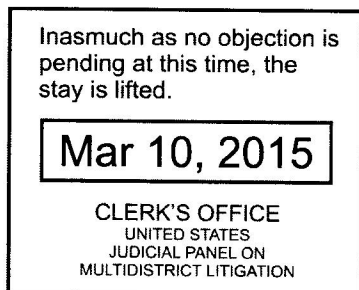 Inasmuch as no objection is
pending at this time, the
stay is lifted.
Mar 10, 2015
CLERK'S OFFICE
UNITED STATES
JUDICIAL PANEL ON
MULTIDISTRICT LITIGATION